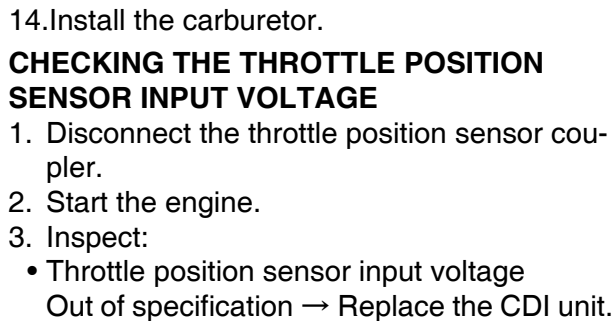 14.Install the carburetor.
CHECKING THE THROTTLE POSITION
SENSOR INPUT VOLTAGE
1. Disconnect the throttle position sensor cou-
pler.
2. Start the engine.
3. Inspect:
• Throttle position sensor input voltage
Out of specification → Replace the CDI unit.